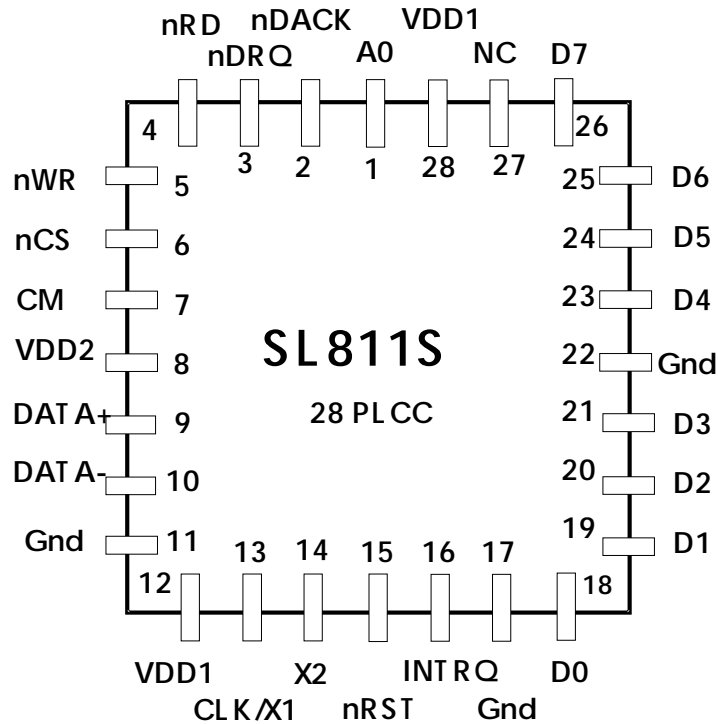 nRD nDACK VDD1
nDRQ A0 NC D7
4 3 2 1 28 27 26
nWR 5 25 D6
nCS 6 24 D5
CM 7 23 D4
VDD2 8 22 Gnd
SL811S
DATA+ 9 21 D3
28 PLCC
DATA- 10 20 D2
Gnd 11 19 D1
12 13 14 15 16 17 18
VDD1 X2 INTRQ D0
CLK/X1 nRST Gnd